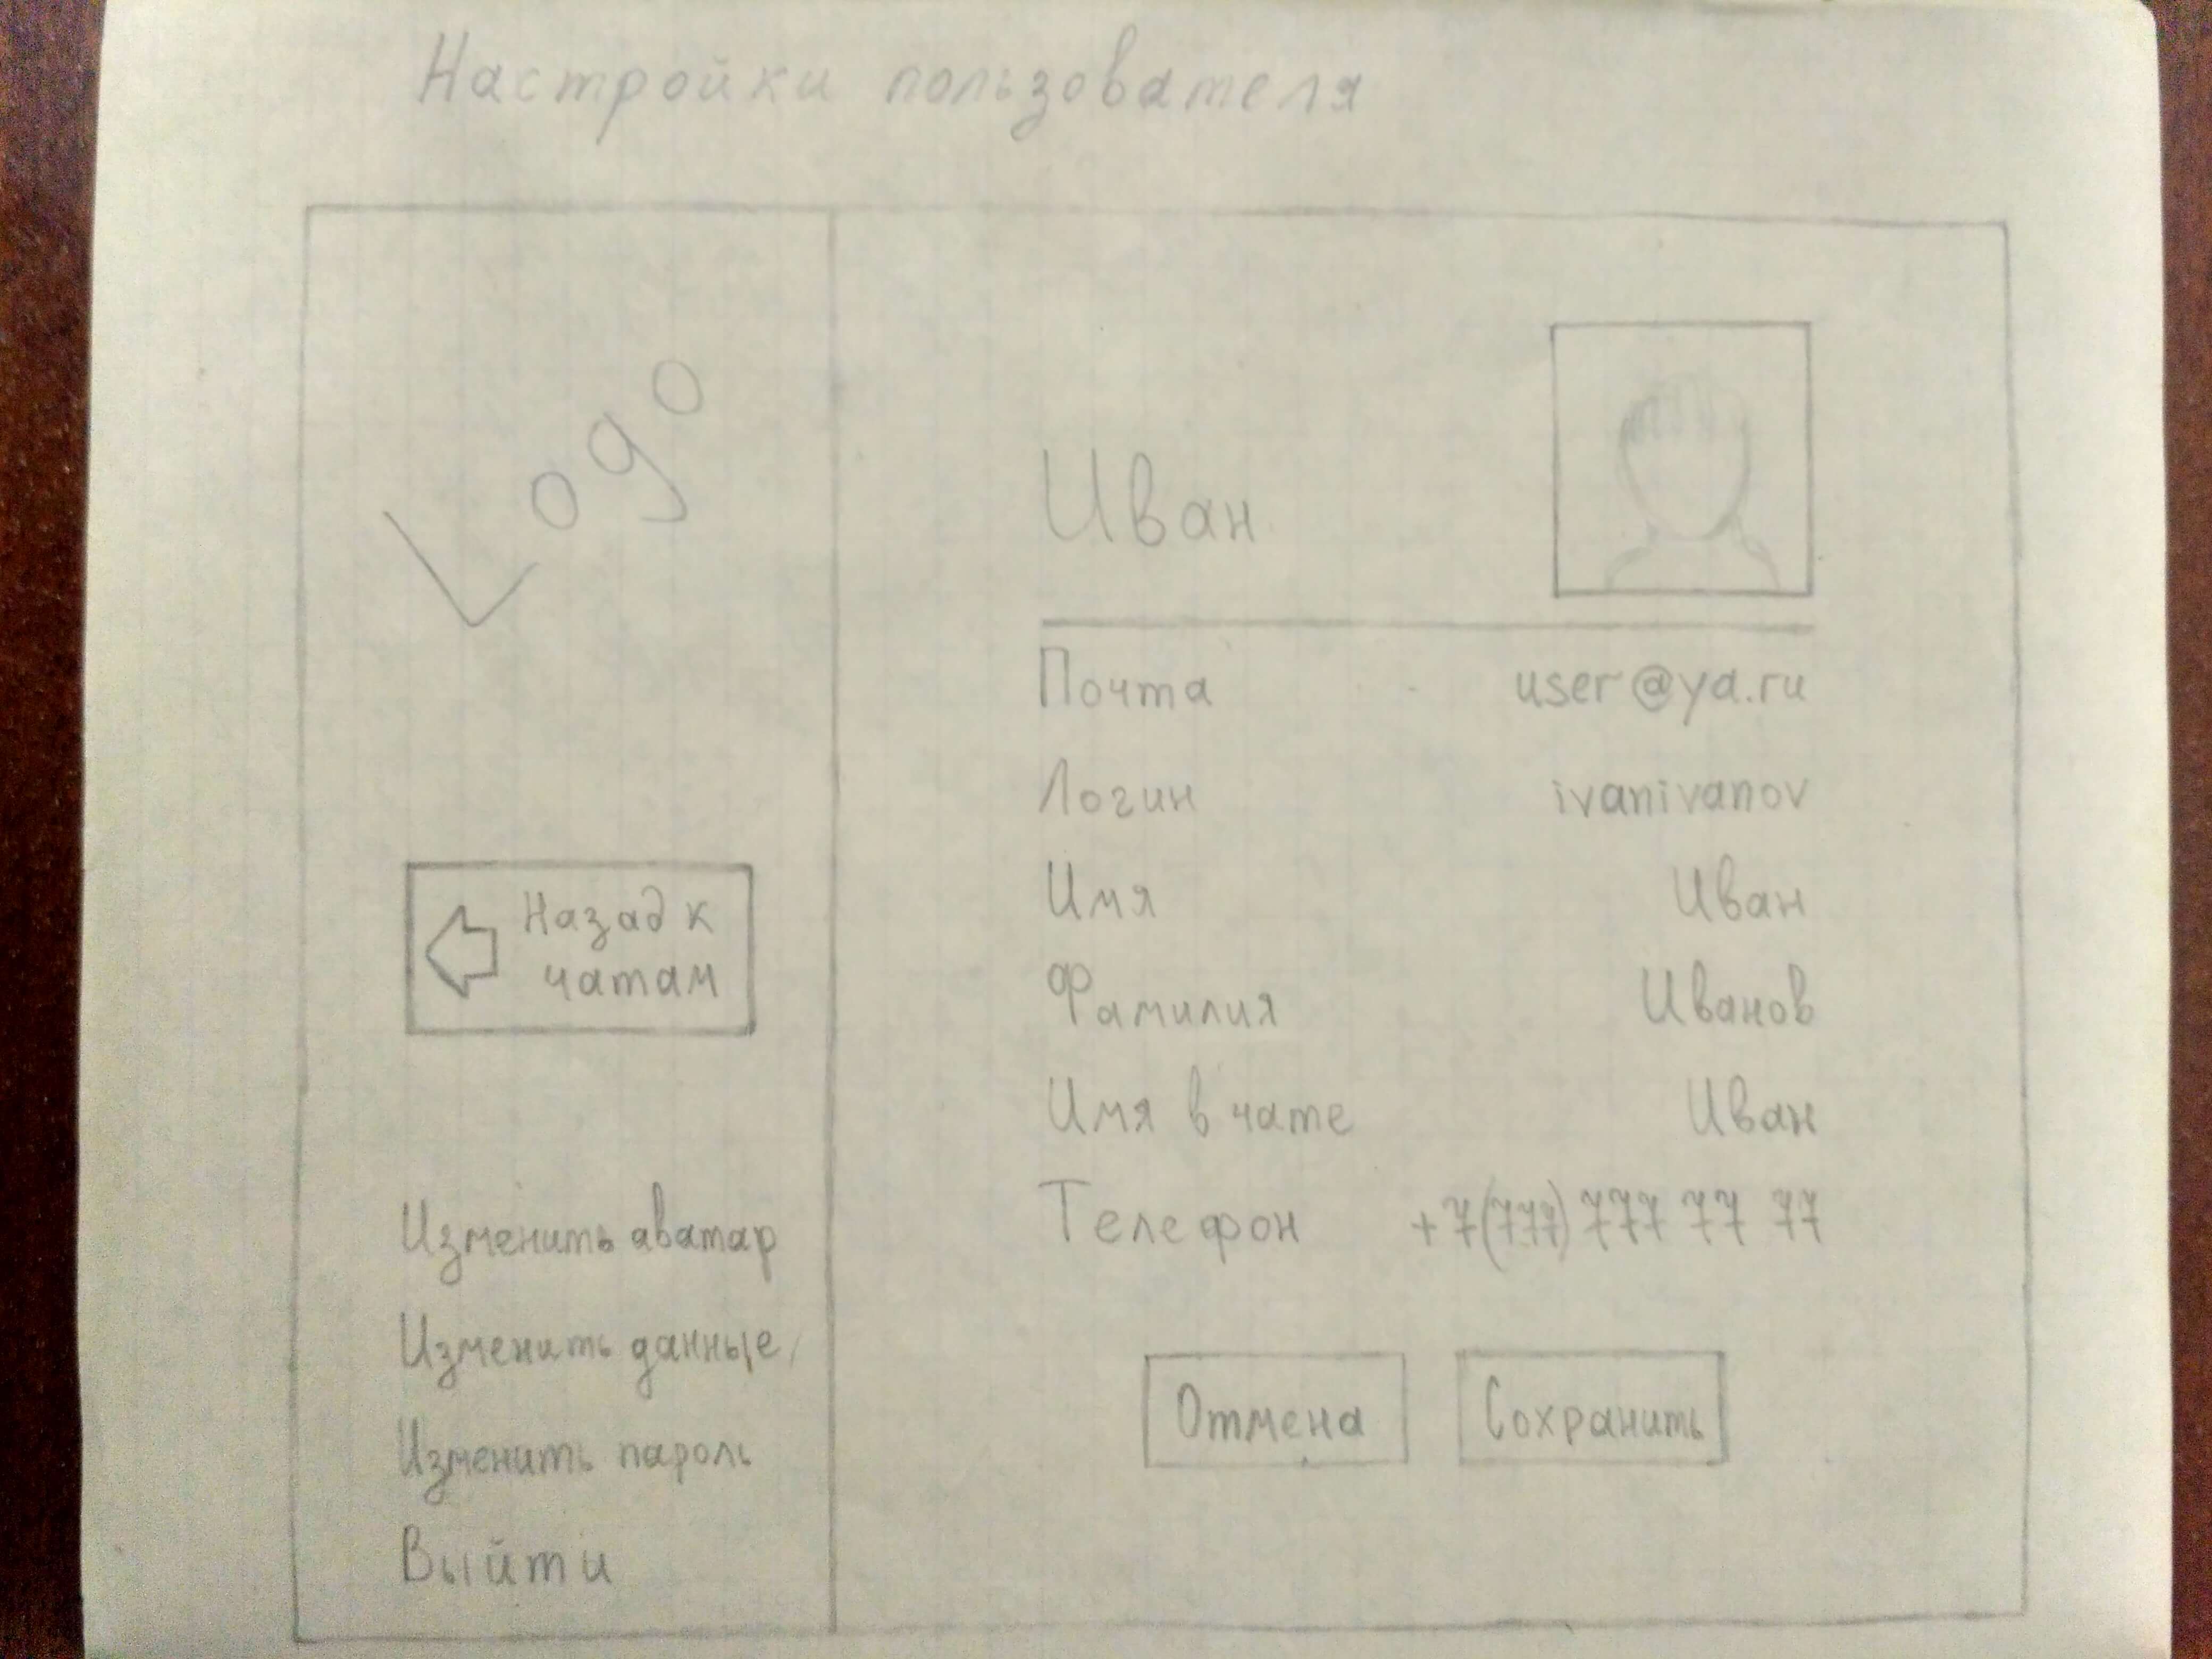 Настройки пользователя
Logo
Назад к
чатам
Изменить аватар
Изменить данные
Изменить пароль
Выйти
Иван
Почта user@ya.ru
Логин ivanivanov
Имя Иван
Фамилия Иванов
Имя в чате Иван
Телефон +7(777) 777 77 77
Отмена Сохранить